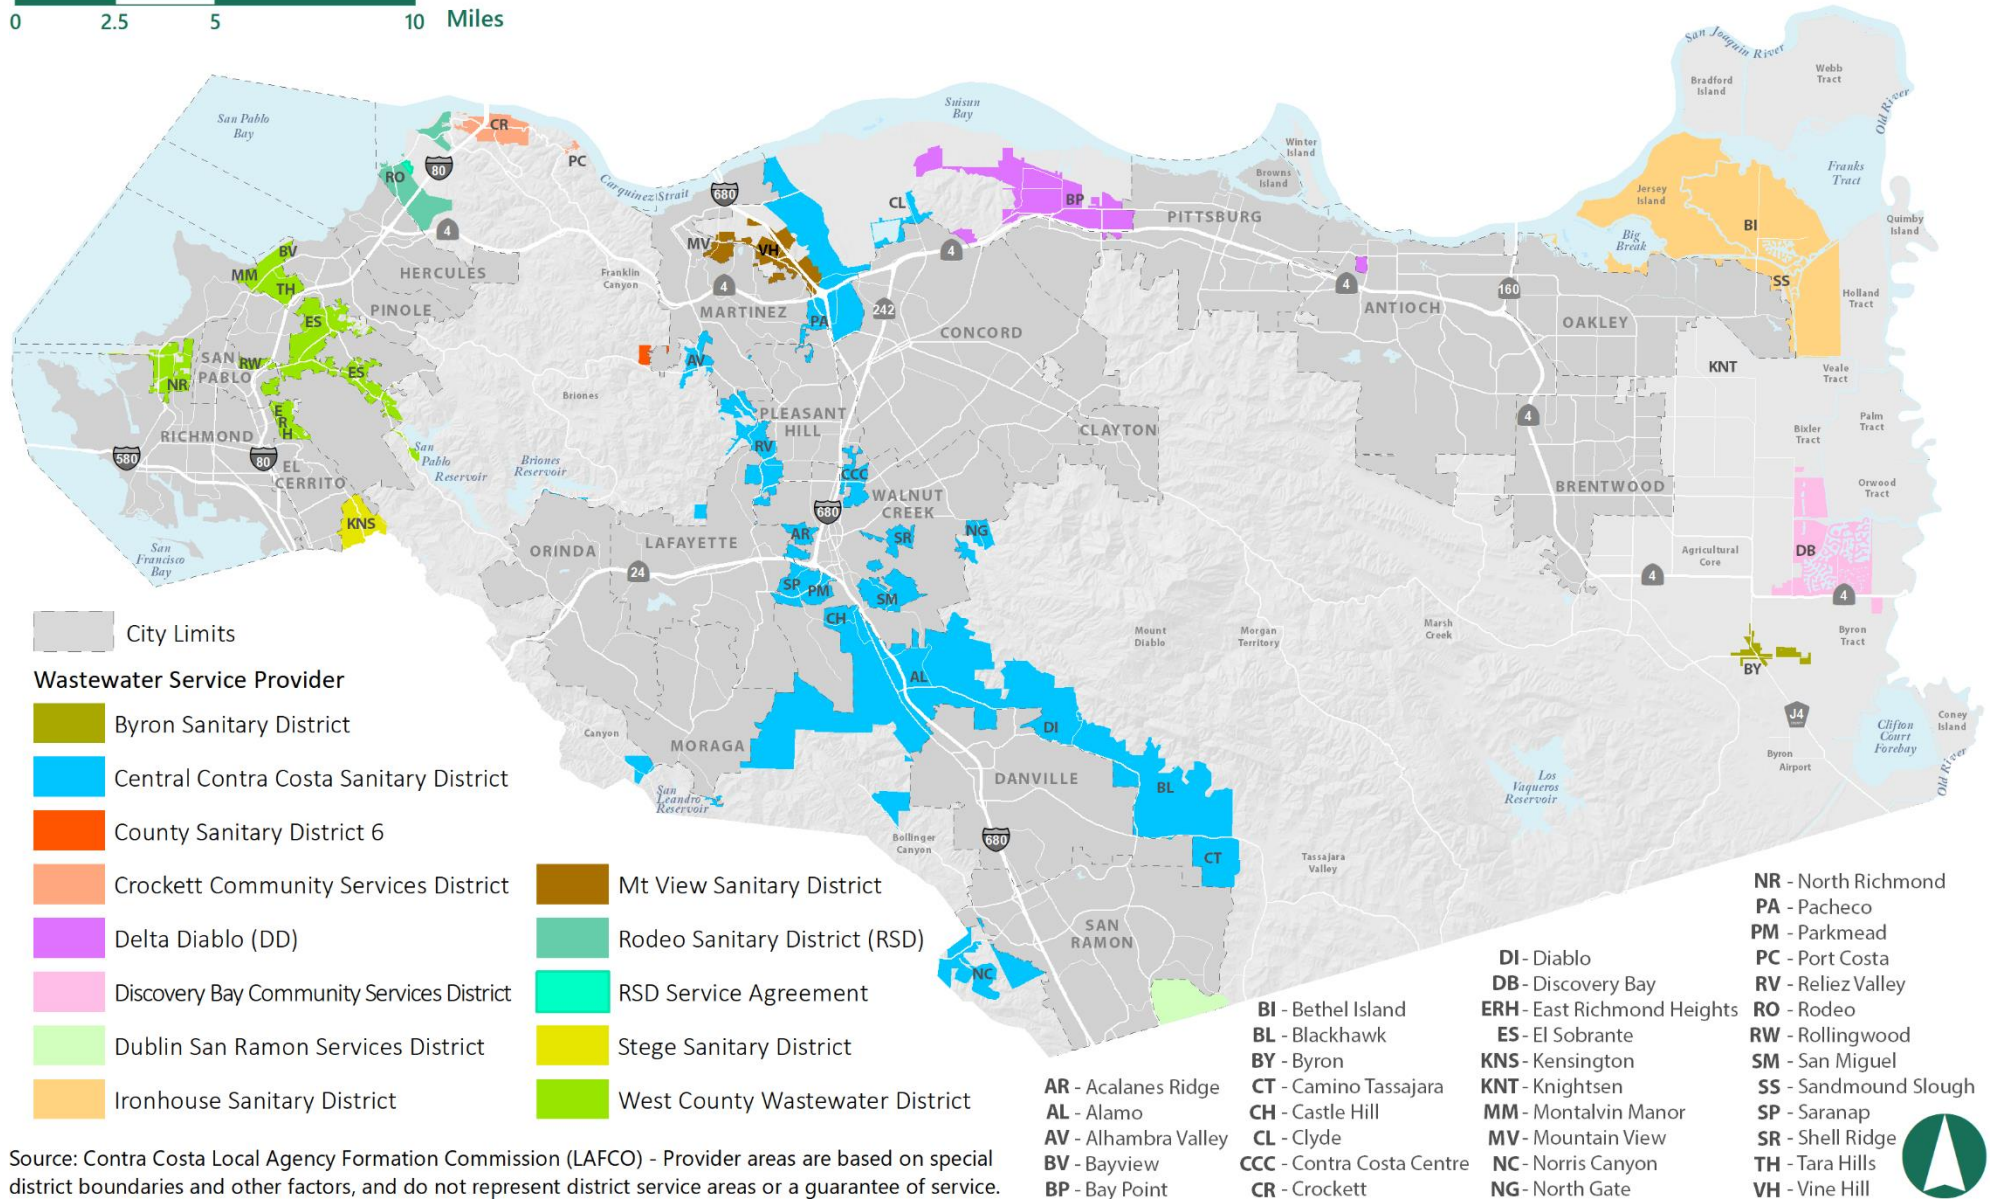 0 2.5 5 10 Miles
San Joaquin River
Bradford
Island
Webb
Tract
Old River
San Pablo
Bay
Suisun
Bay
CR
PC
80
RO
Carquinez Strait
680
Winter
Island
Browns
Island
Franks
Tract
Jersey
Island
Quimby
Island
CL
BP
PITTSBURG
BI
Big
Break
4
MV
VH
4
BV
MM
TH
HERCULES
Franklin
Canyon
4
4
160
SS
Holland
Tract
PINOLE
ES
MARTINEZ
PA
242
CONCORD
ANTIOCH
OAKLEY
SAN
PABLO
RW
ES
NR
AV
KNT
Veale
Tract
Briones
E
R
H
RICHMOND
PLEASANT
HILL
CLAYTON
4
Palm
Tract
Bixler
Tract
RV
580
80
EL
CERRITO
San
Pablo
Reservoir
Briones
Reservoir
CCC
WALNUT
CREEK
BRENTWOOD
Orwood
Tract
KNS
680
San
Francisco
Bay
ORINDA
LAFAYETTE
AR
SR
NG
24
SP
PM
SM
CH
Agricultural
Core
DB
4
4
Mount
Diablo
Morgan
Territory
Marsh
Creek
Byron
Tract
BY
AL
DI
J4
Clifton
Court
Forebay
Coney
Island
Old River
Canyon
MORAGA
DANVILLE
BL
Los
Vaqueros
Reservoir
Byron
Airport
San
Leandro
Reservoir
Bollinger
Canyon
680
CT
Tassajara
Valley
SAN
RAMON
NC
City Limits
Wastewater Service Provider
Byron Sanitary District
Central Contra Costa Sanitary District
County Sanitary District 6
Crockett Community Services District
Delta Diablo (DD)
Discovery Bay Community Services District
Dublin San Ramon Services District
Ironhouse Sanitary District
Mt View Sanitary District
Rodeo Sanitary District (RSD)
RSD Service Agreement
Stege Sanitary District
West County Wastewater District
AR - Acalanes Ridge
AL - Alamo
AV - Alhambra Valley
BV - Bayview
BP - Bay Point
BI - Bethel Island
BL - Blackhawk
BY - Byron
CT - Camino Tassajara
CH - Castle Hill
CL - Clyde
CCC - Contra Costa Centre
CR - Crockett
DI - Diablo
DB - Discovery Bay
ERH - East Richmond Heights
ES - El Sobrante
KNS - Kensington
KNT - Knightsen
MM - Montalvin Manor
MV - Mountain View
NC - Norris Canyon
NG - North Gate
NR - North Richmond
PA - Pacheco
PM - Parkmead
PC - Port Costa
RV - Reliez Valley
RO - Rodeo
RW - Rollingwood
SM - San Miguel
SS - Sandmound Slough
SP - Saranap
SR - Shell Ridge
TH - Tara Hills
VH - Vine Hill
Source: Contra Costa Local Agency Formation Commission (LAFCO) - Provider areas are based on special
district boundaries and other factors, and do not represent district service areas or a guarantee of service.